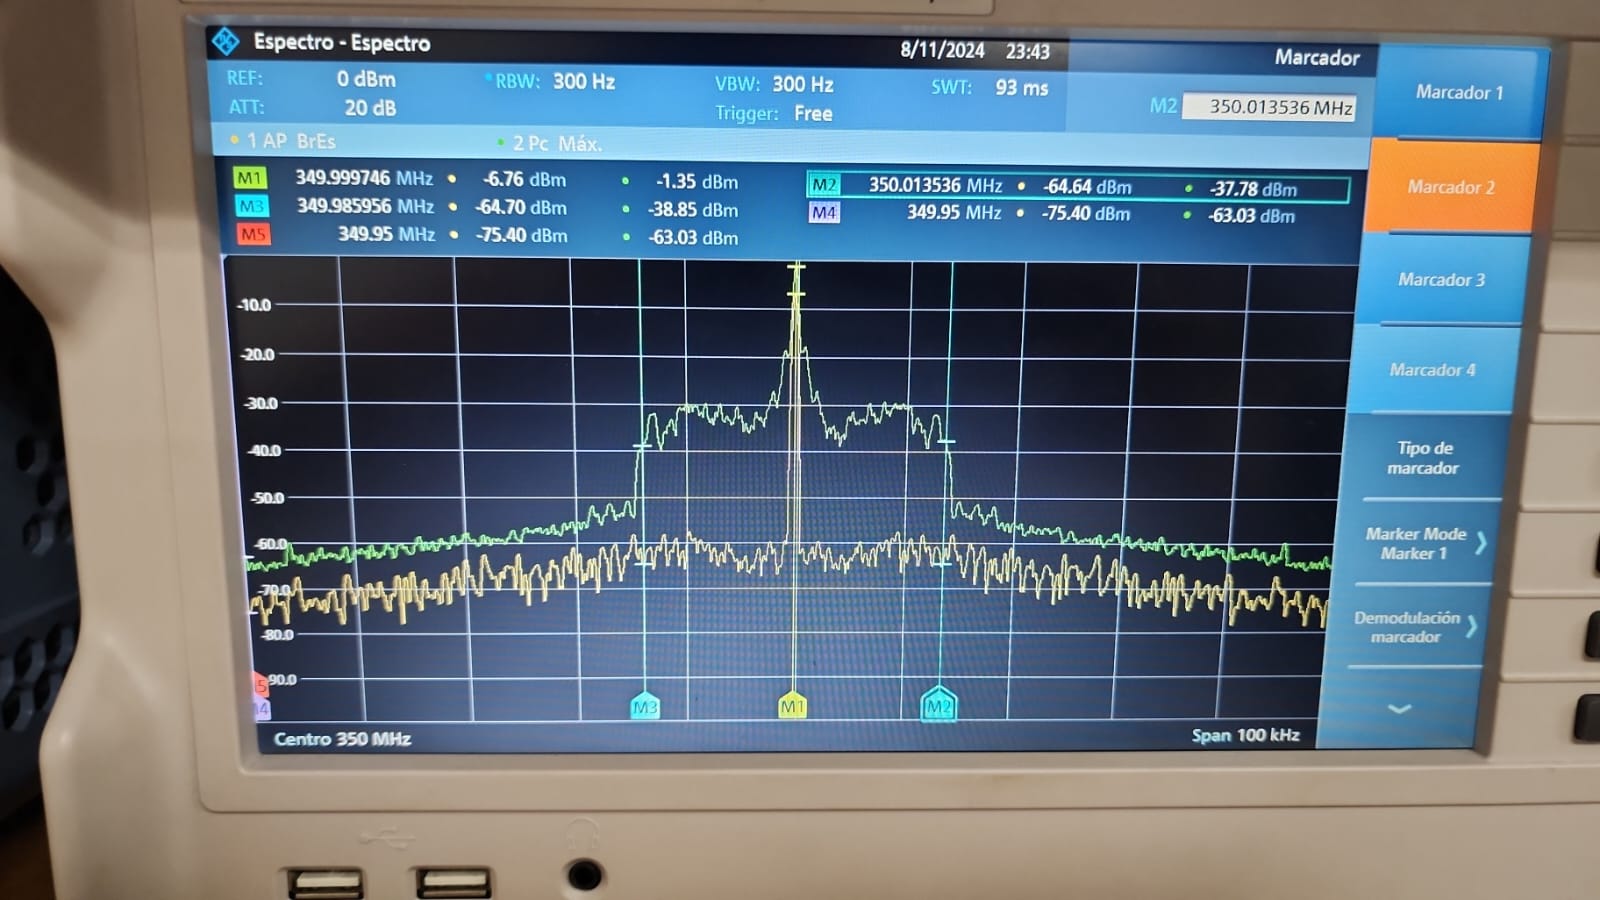 Espectro - Espectro 8/11/2024 23:43 Marcador
REF: 0 dBm RBW: 300 Hz VBW: 300 Hz SWT: 93 ms M2 350.013536 MHz
ATT: 20 dB Trigger: Free
1 AP BrEs 2 Pc Máx.
M1 349.999746 MHz -6.76 dBm -1.35 dBm M2 350.013536 MHz -64.64 dBm -37.78 dBm
M3 349.985956 MHz -64.70 dBm -38.85 dBm M4 349.95 MHz -75.40 dBm -63.03 dBm
M5 349.95 MHz -75.40 dBm -63.03 dBm
-10.0
-20.0
-30.0
-40.0
-50.0
-60.0
-70.0
-80.0
90.0
5
4
M3 M1 M2
Centro 350 MHz Span 100 kHz
Marcador 1
Marcador 2
Marcador 3
Marcador 4
Tipo de
marcador
Marker Mode
Marker 1
Demodulación
marcador